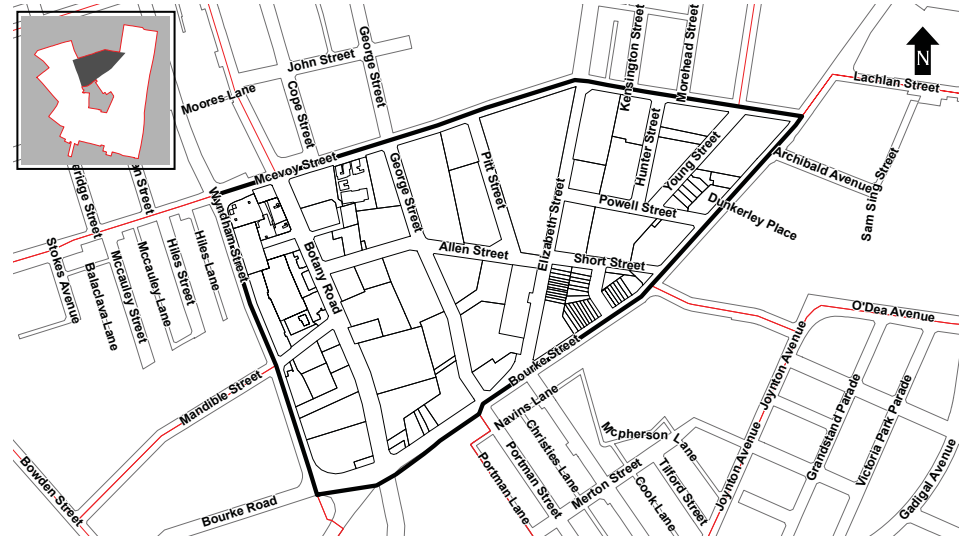 N
Lachlan Street
Kensington Street
Morehead Street
George Street
John Street
Moores Lane
Cope Street
Mcevoy Street
Hunter Street
Young Street
Archibald Avenue
Sam Sing Street
Dunkerley Place
Powell Street
Pitt Street
George Street
Elizabeth Street
Allen Street
Short Street
Wyndham Street
Botany Road
Hiles Lane
Hiles Street
Mccauley Lane
Mccauley Street
Balaclava Lane
Stokes Avenue
Mandible Street
Bowden Street
Bourke Road
Bourke Street
O'Dea Avenue
Joynton Avenue
Joynton Avenue
Grandstand Parade
Victoria Park Parade
Gadigal Avenue
Navins Lane
Christies Lane
Portman Street
Portman Lane
Mcpherson Lane
Merton Street
Tilford Street
Cook Lane